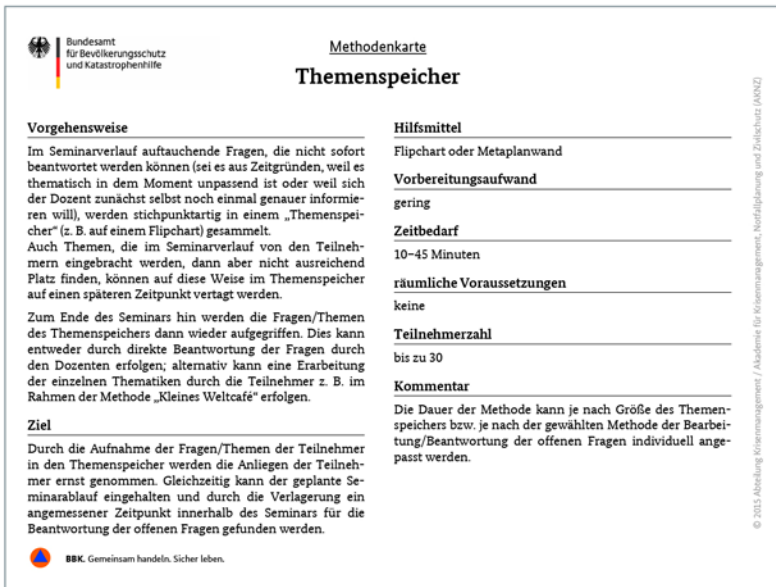 Bundesamt
für Bevölkerungsschutz
und Katastrophenhilfe
Methodenkarte
Themenspeicher
Vorgehensweise
Im Seminarverlauf auftauchende Fragen, die nicht sofort
beantwortet werden können (sei es aus Zeitgründen, weil es
thematisch in dem Moment unpassend ist oder weil sich
der Dozent zunächst selbst noch einmal genauer informie-
ren will), werden stichpunktartig in einem „Themenspei-
cher“ (z. B. auf einem Flipchart) gesammelt.
Auch Themen, die im Seminarverlauf von den Teilneh-
mern eingebracht werden, dann aber nicht ausreichend
Platz finden, können auf diese Weise im Themenspeicher
auf einen späteren Zeitpunkt vertagt werden.
Zum Ende des Seminars hin werden die Fragen/Themen
des Themenspeichers dann wieder aufgegriffen. Dies kann
entweder durch direkte Beantwortung der Fragen durch
den Dozenten erfolgen; alternativ kann eine Erarbeitung
der einzelnen Thematiken durch die Teilnehmer z. B. im
Rahmen der Methode „Kleines Weltcafé“ erfolgen.
Ziel
Durch die Aufnahme der Fragen/Themen der Teilnehmer
in den Themenspeicher werden die Anliegen der Teilneh-
mer ernst genommen. Gleichzeitig kann der geplante Se-
minarablauf eingehalten und durch die Verlagerung ein
angemessener Zeitpunkt innerhalb des Seminars für die
Beantwortung der offenen Fragen gefunden werden.
Hilfsmittel
Flipchart oder Metaplanwand
Vorbereitungsaufwand
gering
Zeitbedarf
10–45 Minuten
räumliche Voraussetzungen
keine
Teilnehmerzahl
bis zu 30
Kommentar
Die Dauer der Methode kann je nach Größe des Themen-
speichers bzw. je nach der gewählten Methode der Bearbei-
tung/Beantwortung der offenen Fragen individuell ange-
passt werden.
© 2015 Abteilung Krisenmanagement / Akademie für Krisenmanagement, Notfallplanung und Zivilschutz (AKNZ)
BBK. Gemeinsam handeln. Sicher leben.